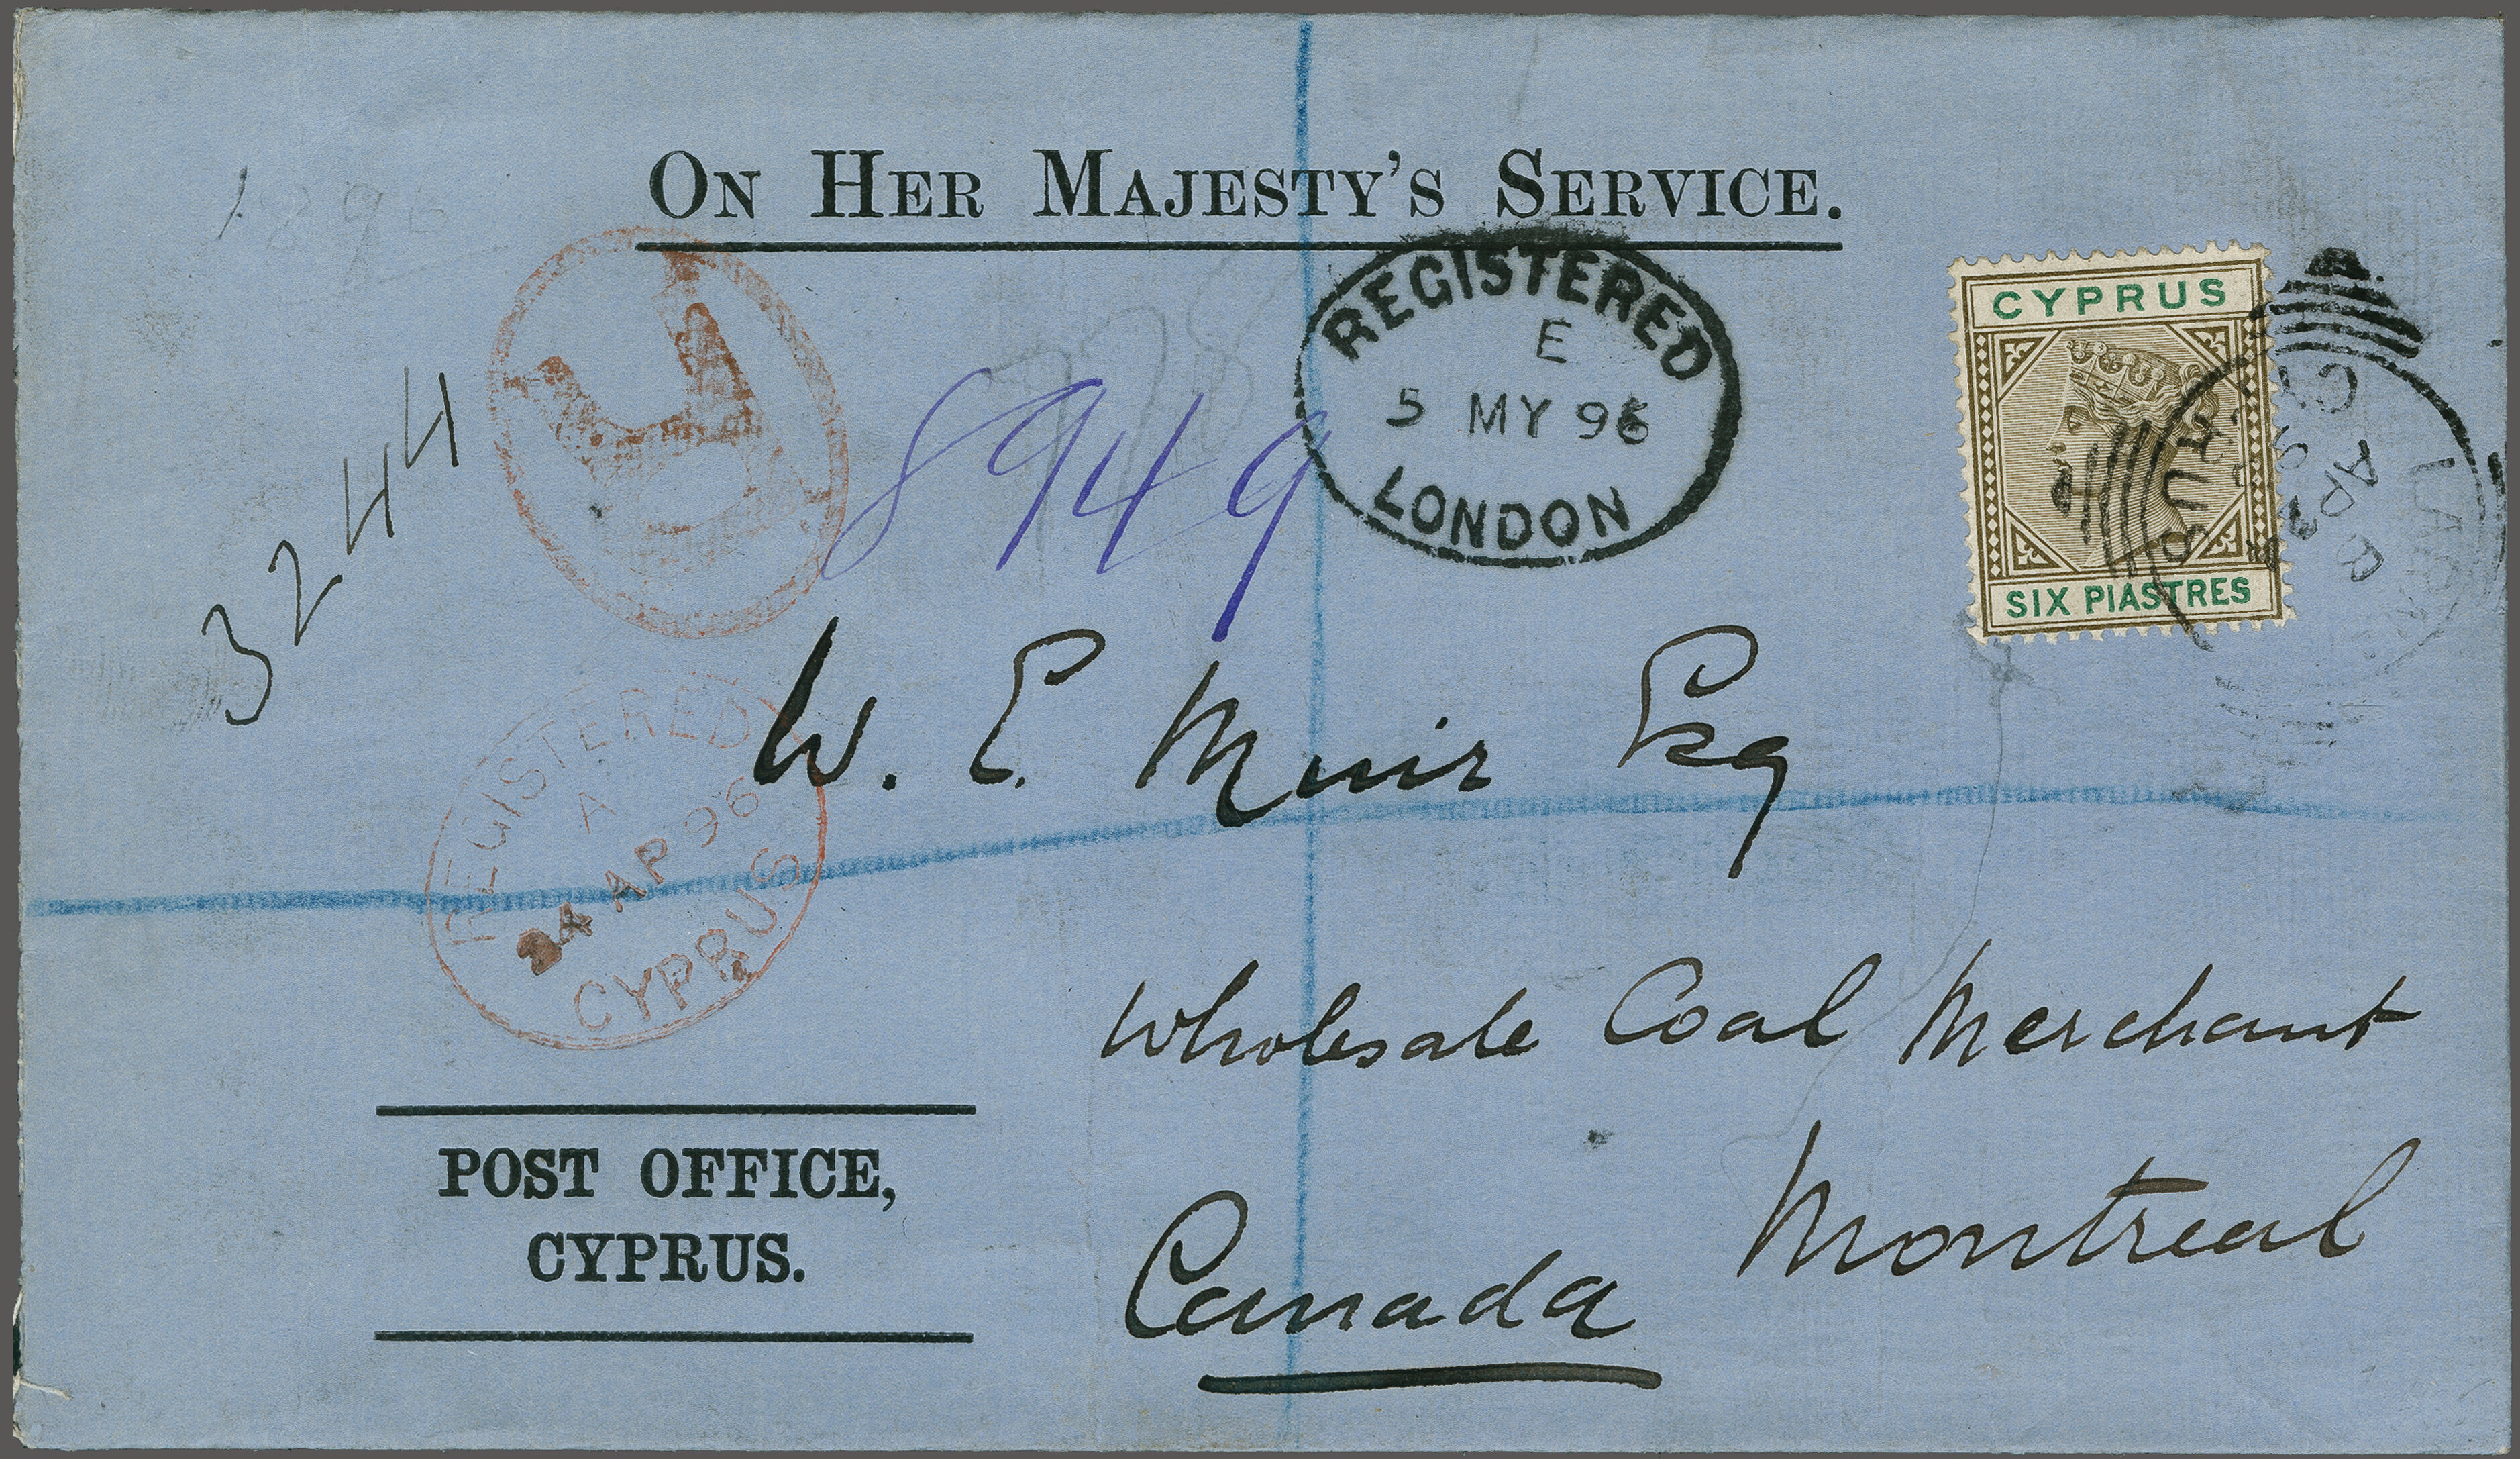 ON HER MAJESTY'S SERVICE.
1896
CYPRUS
SIX PIASTRES
REGISTERED
E
5 MY 96
LONDON
R
8949
3244
W. E. Muir Esq
REGISTERED
A
24 AP 96
CYPRUS
Wholesale Coal Merchant
Montreal
Canada
POST OFFICE,
CYPRUS.